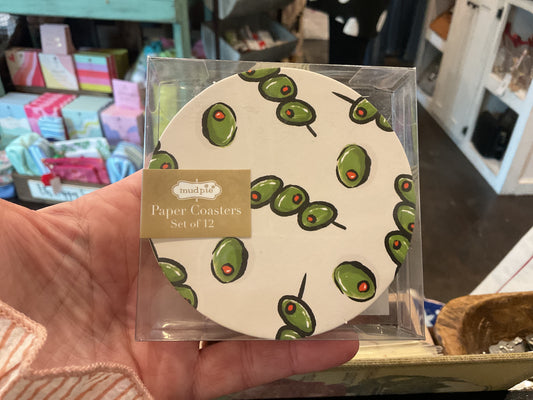 mudpie
Paper Coasters
Set of 12